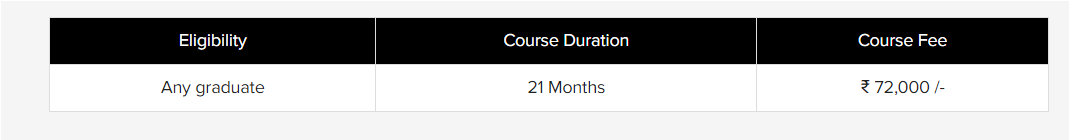 Eligibility Course Duration Course Fee
Any graduate 21 Months ₹ 72,000 /-